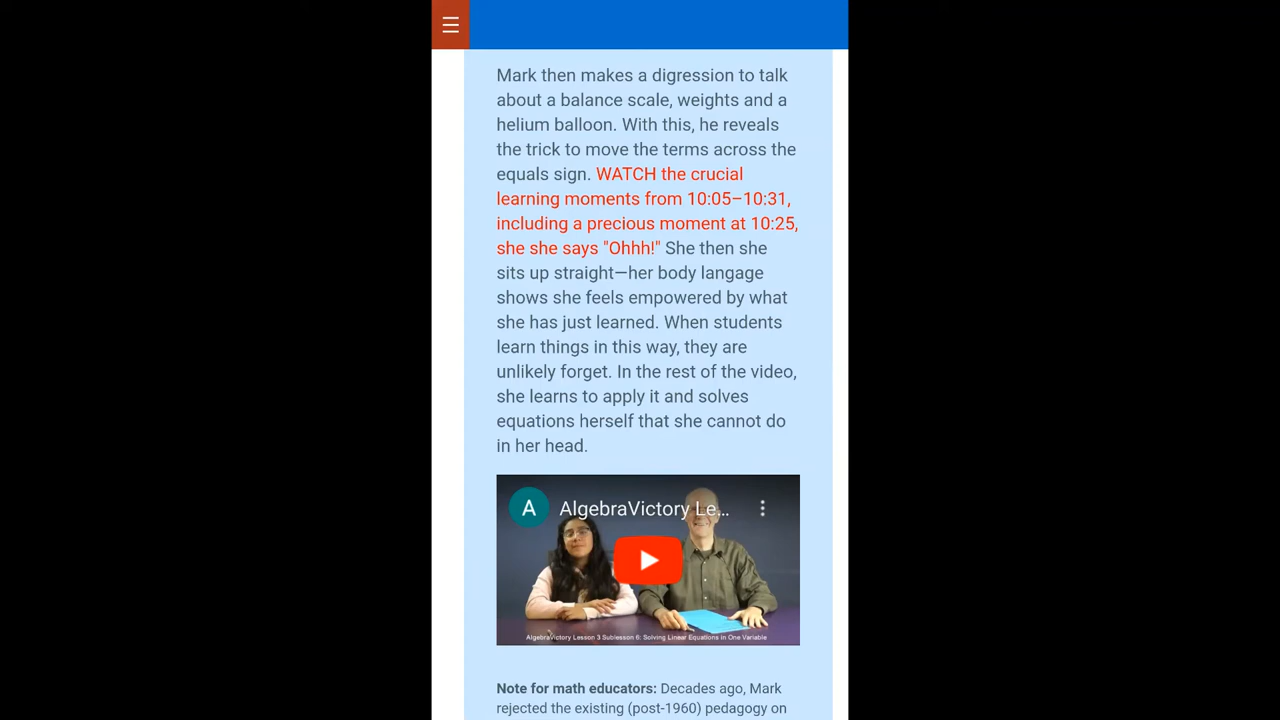 Mark then makes a digression to talk
about a balance scale, weights and a
helium balloon. With this, he reveals
the trick to move the terms across the
equals sign. WATCH the crucial
learning moments from 10:05–10:31,
including a precious moment at 10:25,
she she says "Ohhh!" She then she
sits up straight—her body langage
shows she feels empowered by what
she has just learned. When students
learn things in this way, they are
unlikely forget. In the rest of the video,
she learns to apply it and solves
equations herself that she cannot do
in her head.
A
AlgebraVictory Le...
AlgebraVictory Lesson 3 Sublesson 6: Solving Linear Equations in One Variable
Note for math educators: Decades ago, Mark
rejected the existing (post-1960) pedagogy on